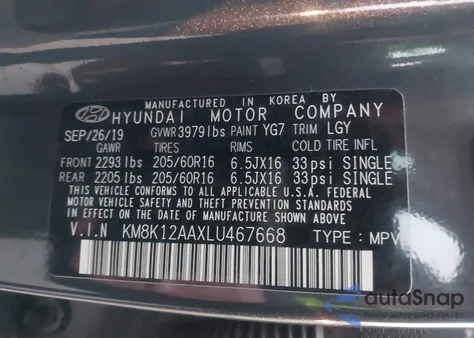 MANUFACTURED IN KOREA BY
HYUNDAI MOTOR COMPANY
SEP/26/19 GVWR3979lbs PAINT YG7 TRIM LGY
GAWR TIRES RIMS COLD TIRE INFL
FRONT 2293lbs 205/60R16 6.5JX16 33psi SINGLE
REAR 2205lbs 205/60R16 6.5JX16 33psi SINGLE
THIS VEHICLE CONFORMS TO ALL APPLICABLE U.S.A. FEDERAL
MOTOR VEHICLE SAFETY AND THEFT PREVENTION STANDARDS
IN EFFECT ON THE DATE OF MANUFACTURE SHOWN ABOVE.
V.I.N KM8K12AAXLU467668 TYPE : MPV
autoSnap